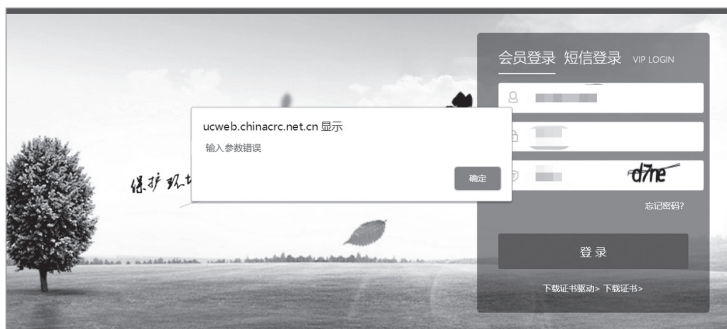 会员登录 短信登录 VIP LOGIN
ucweb.chinacrc.net.cn 显示
输入参数错误
确定
保护环境
d7ne
忘记密码?
登 录
下载证书驱动> 下载证书>